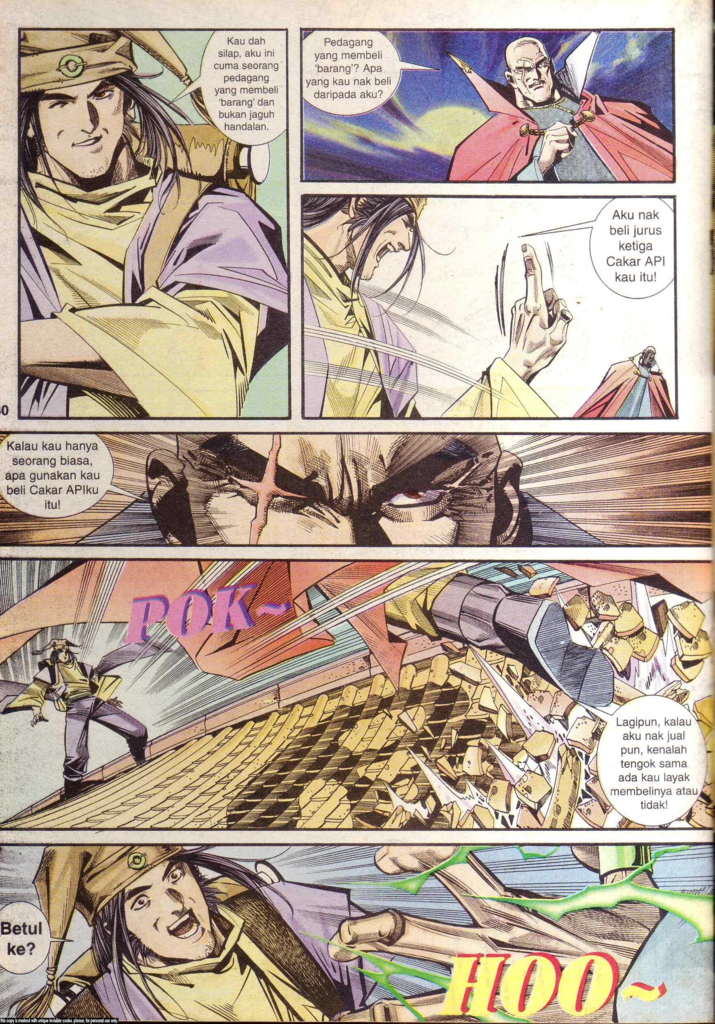 Kau dah
silap, aku ini
cuma seorang
pedagang
yang membeli
'barang' dan
bukan jaguh
handalan.
Pedagang
yang membeli
'barang'? Apa
yang kau nak beli
daripada aku?
Aku nak
beli jurus
ketiga
Cakar API
kau itu!
Kalau kau hanya
seorang biasa,
apa gunakan kau
beli Cakar APIku
itu!
POK~
Lagipun, kalau
aku nak jual
pun, kenalah
tengok sama
ada kau layak
membelinya atau
tidak!
Betul
ke?
HOO~